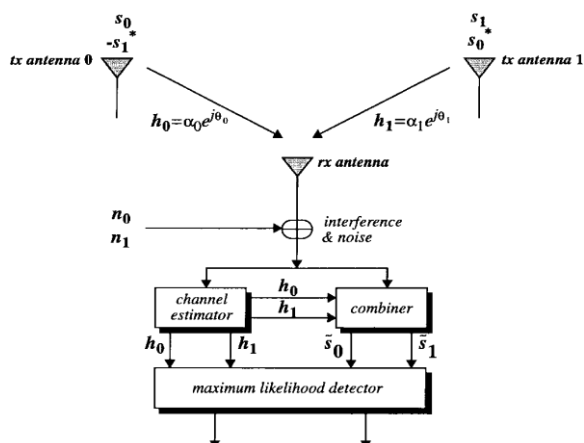 s₀ s₁
-s₁* s₀*
tx antenna 0 tx antenna 1
h₀=α₀e^{jθ₀} h₁=α₁e^{jθ₁}
rx antenna
n₀
n₁
interference
& noise
channel
estimator
h₀
h₁
combiner
h₀ h₁ s̃₀ s̃₁
maximum likelihood detector